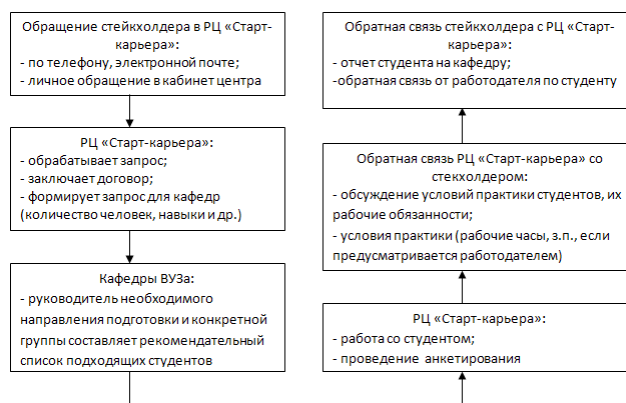 Обращение стейкхолдера в РЦ «Старт-
карьера»:
- по телефону, электронной почте;
- личное обращение в кабинет центра
РЦ «Старт-карьера»:
- обрабатывает запрос;
- заключает договор;
- формирует запрос для кафедр
(количество человек, навыки и др.)
Кафедры ВУЗа:
- руководитель необходимого
направления подготовки и конкретной
группы составляет рекомендательный
список подходящих студентов
РЦ «Старт-карьера»:
- работа со студентом;
- проведение анкетирования
Обратная связь РЦ «Старт-карьера» со
стекхолдером:
- обсуждение условий практики студентов, их
рабочие обязанности;
- условия практики (рабочие часы, з.п., если
предусматривается работодателем)
Обратная связь стейкхолдера с РЦ «Старт-
карьера»:
- отчет студента на кафедру;
-обратная связь от работодателя по студенту